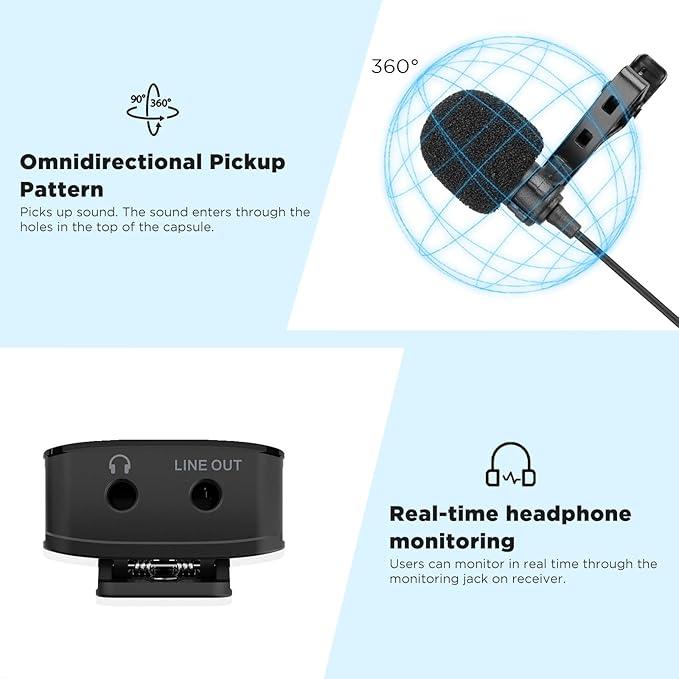 90° 360°
Omnidirectional Pickup
Pattern
Picks up sound. The sound enters through the
holes in the top of the capsule.
360°
LINE OUT
Real-time headphone
monitoring
Users can monitor in real time through the
monitoring jack on receiver.